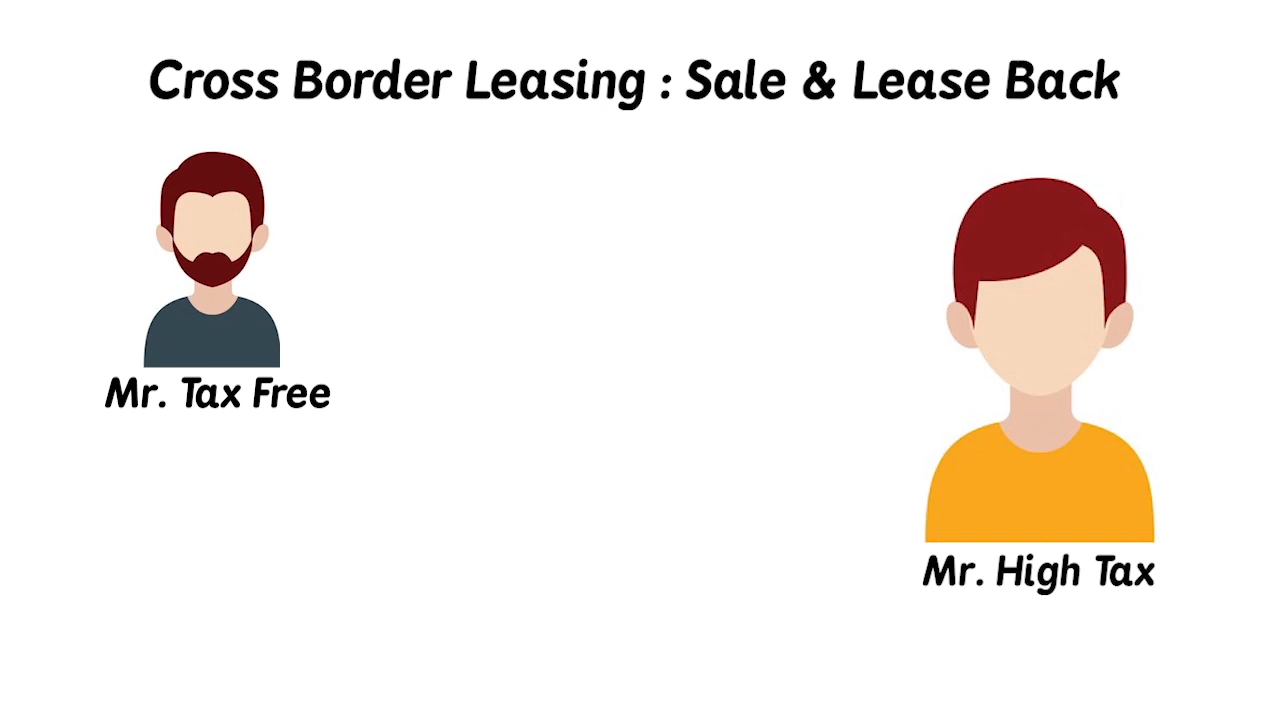 Cross Border Leasing : Sale & Lease Back
Mr. Tax Free
Mr. High Tax